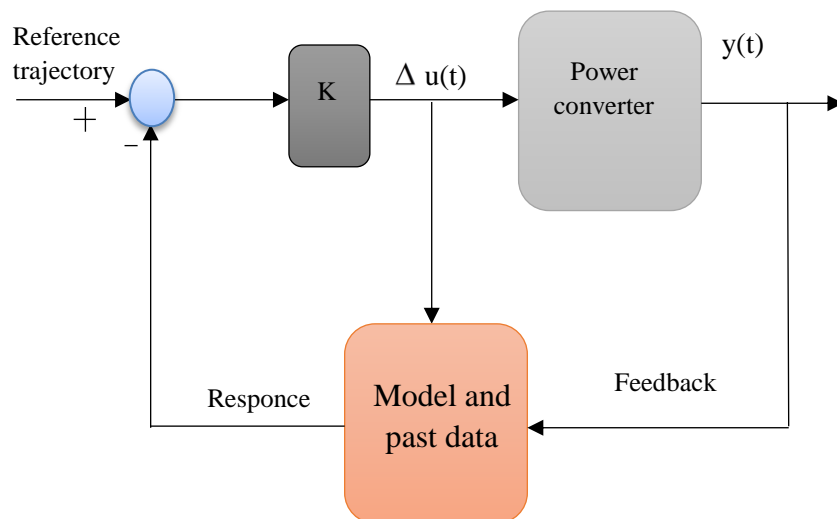 Reference
trajectory
+
−
K
Δ u(t)
Power
converter
y(t)
Model and
past data
Responce
Feedback